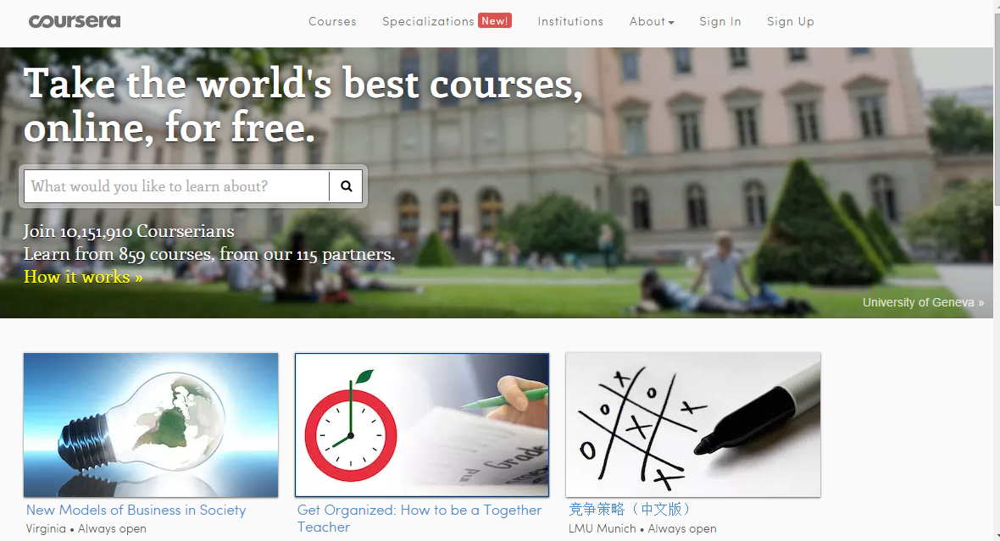 coursera
Courses Specializations New! Institutions About Sign In Sign Up
Take the world's best courses,
online, for free.
What would you like to learn about?
Join 10,151,910 Courserians
Learn from 859 courses, from our 115 partners.
How it works »
University of Geneva »
Grade
New Models of Business in Society
Virginia • Always open
Get Organized: How to be a Together
Teacher
竞争策略（中文版）
LMU Munich • Always open